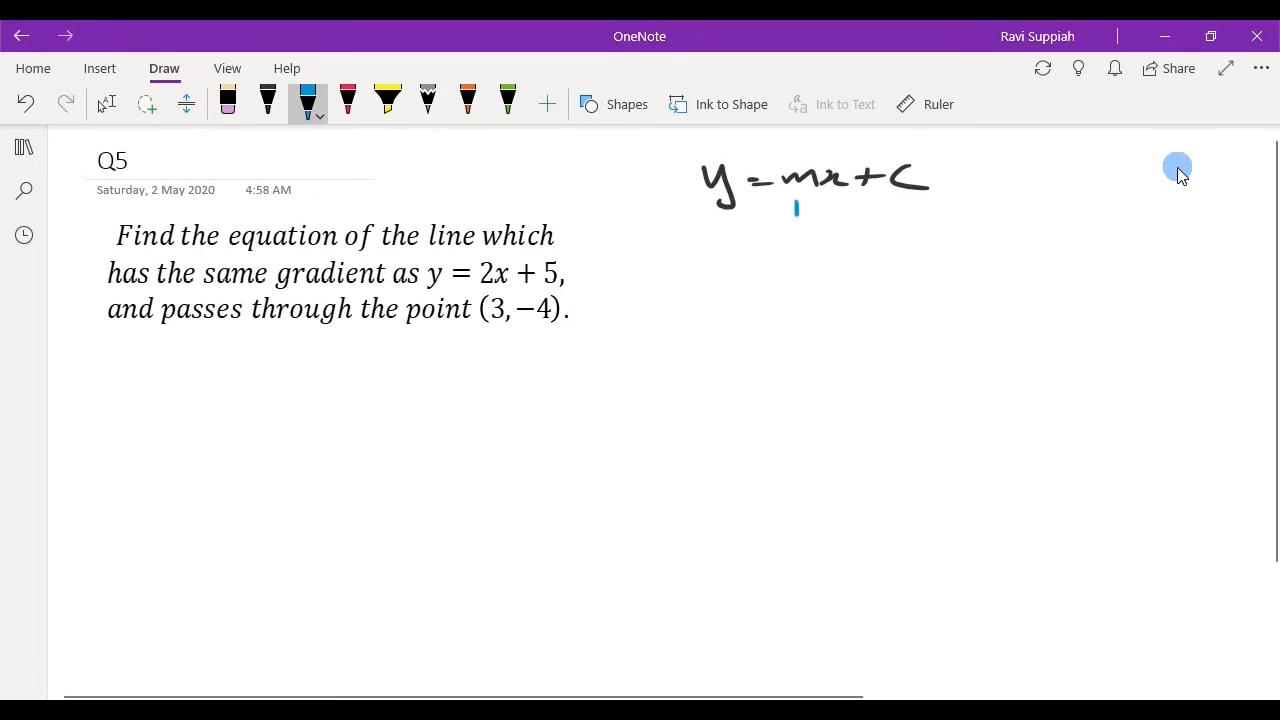 OneNote
Ravi Suppiah
Home Insert Draw View Help
Share
Shapes Ink to Shape Ink to Text Ruler
Q5
Saturday, 2 May 2020 4:58 AM
y = mx + c
Find the equation of the line which
has the same gradient as y = 2x + 5,
and passes through the point (3, −4).